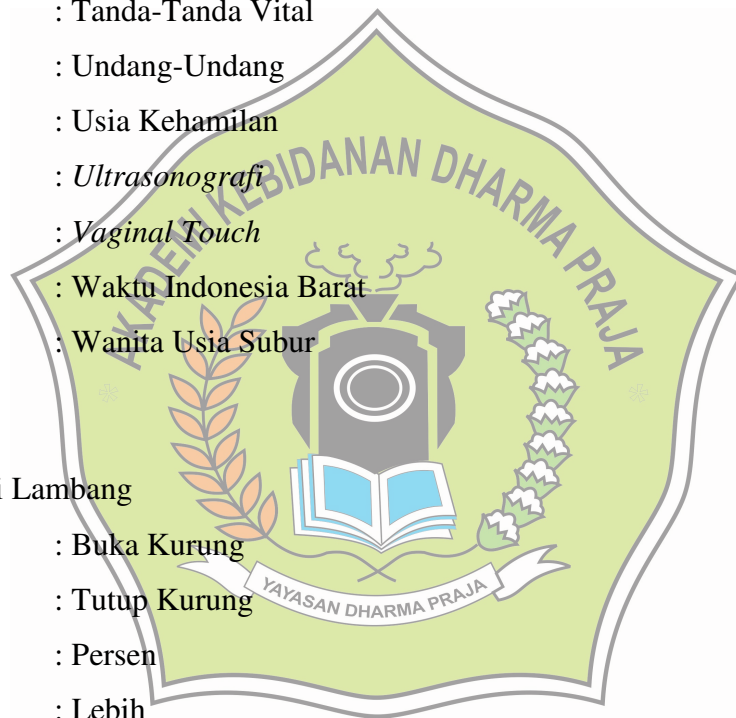 : Tanda-Tanda Vital
: Undang-Undang
: Usia Kehamilan
: Ultrasonografi
: Vaginal Touch
: Waktu Indonesia Barat
: Wanita Usia Subur
AKADEMI KEBIDANAN DHARMA PRAJA
i Lambang
: Buka Kurung
: Tutup Kurung
YAYASAN DHARMA PRAJA
: Persen
: Lebih